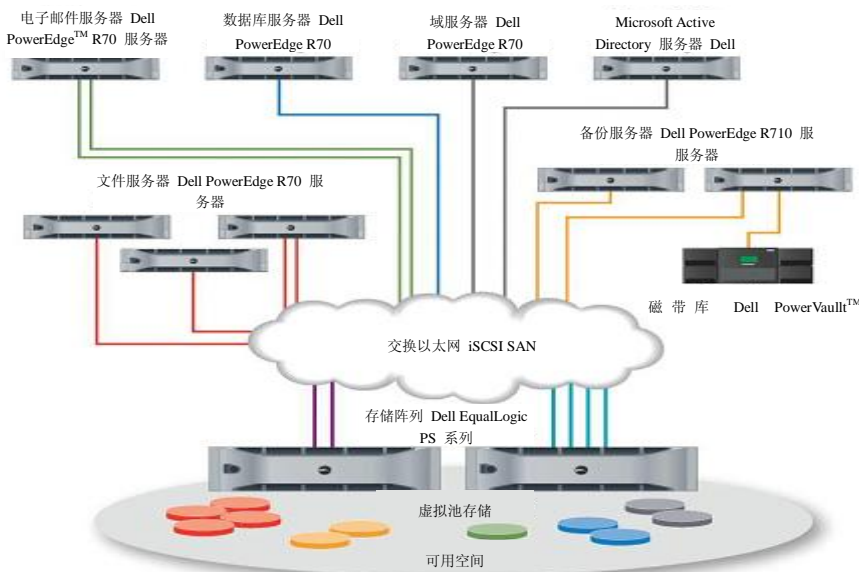 电子邮件服务器 Dell
PowerEdge™ R70 服务器
数据库服务器 Dell
PowerEdge R70
域服务器 Dell
PowerEdge R70
Microsoft Active
Directory 服务器 Dell
备份服务器 Dell PowerEdge R710 服
服务器
文件服务器 Dell PowerEdge R70 服
务器
磁 带 库 Dell PowerVaullt™
交换以太网 iSCSI SAN
存储阵列 Dell EqualLogic
PS 系列
虚拟池存储
可用空间